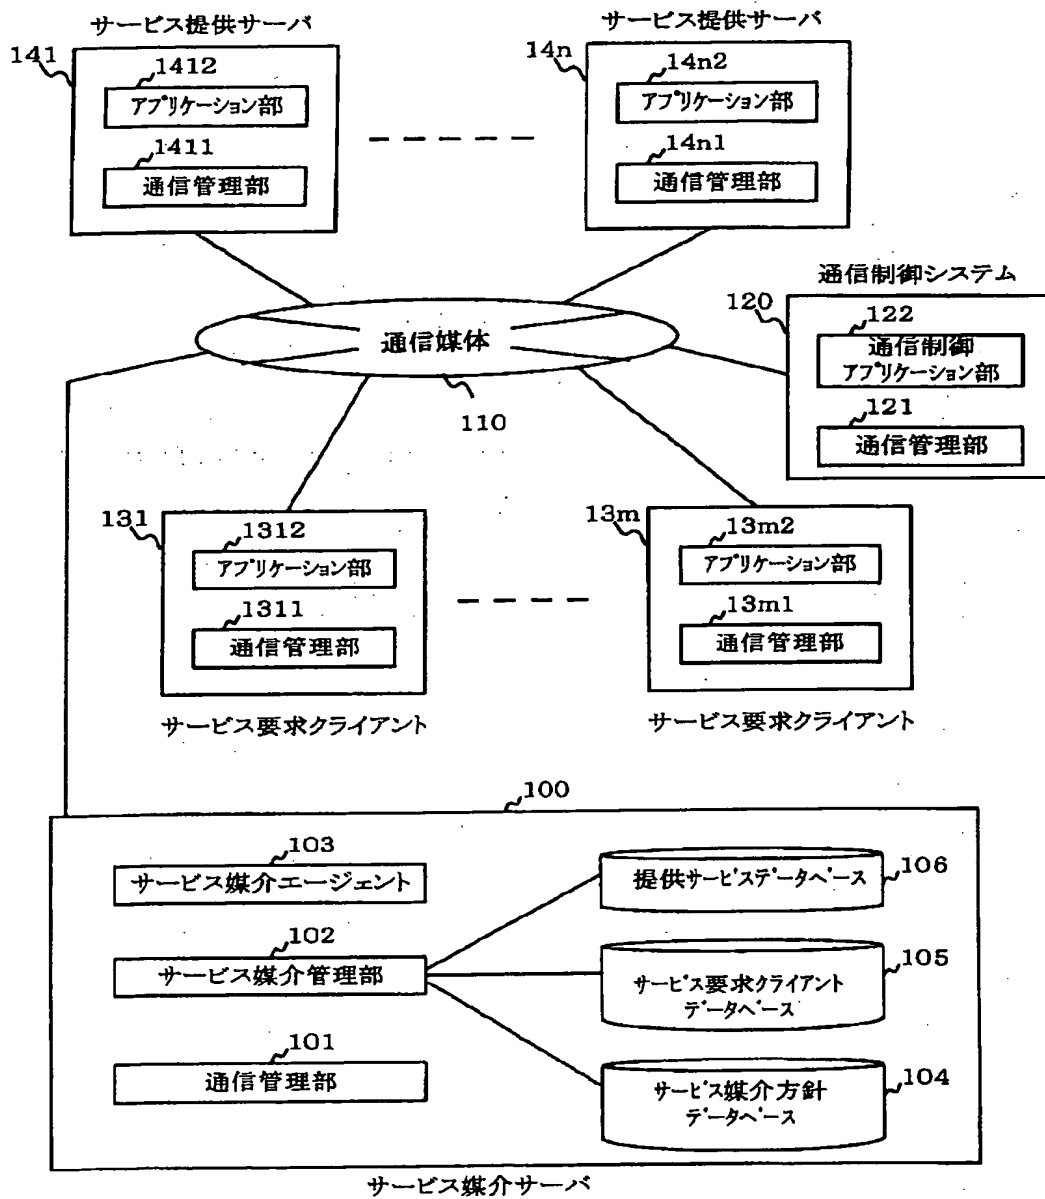 サービス提供サーバ
サービス提供サーバ
141
1412
アプリケーション部
1411
通信管理部
14n
14n2
アプリケーション部
14n1
通信管理部
通信制御システム
120
122
通信制御
アプリケーション部
121
通信管理部
通信媒体
110
131
1312
アプリケーション部
1311
通信管理部
サービス要求クライアント
13m
13m2
アプリケーション部
13m1
通信管理部
サービス要求クライアント
100
103
サービス媒介エージェント
102
サービス媒介管理部
101
通信管理部
提供サービスデータベース
106
サービス要求クライアント
データベース
105
サービス媒介方針
データベース
104
サービス媒介サーバ